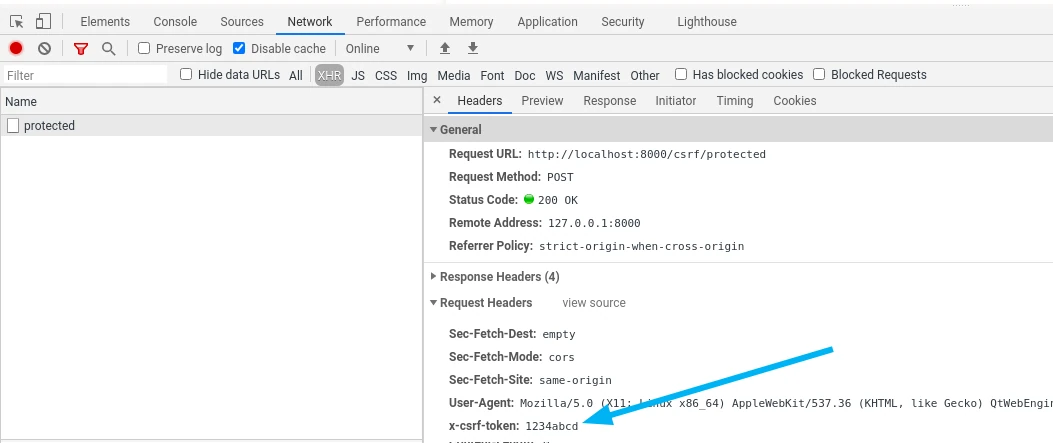 Elements Console Sources Network Performance Memory Application Security Lighthouse
Preserve log Disable cache Online
Filter Hide data URLs All XHR JS CSS Img Media Font Doc WS Manifest Other Has blocked cookies Blocked Requests
Name
protected
× Headers Preview Response Initiator Timing Cookies
General
Request URL: http://localhost:8000/csrf/protected
Request Method: POST
Status Code: 200 OK
Remote Address: 127.0.0.1:8000
Referrer Policy: strict-origin-when-cross-origin
Response Headers (4)
Request Headers view source
Sec-Fetch-Dest: empty
Sec-Fetch-Mode: cors
Sec-Fetch-Site: same-origin
User-Agent: Mozilla/5.0 (X11; Linux x86_64) AppleWebKit/537.36 (KHTML, like Gecko) QtWebEngin
x-csrf-token: 1234abcd